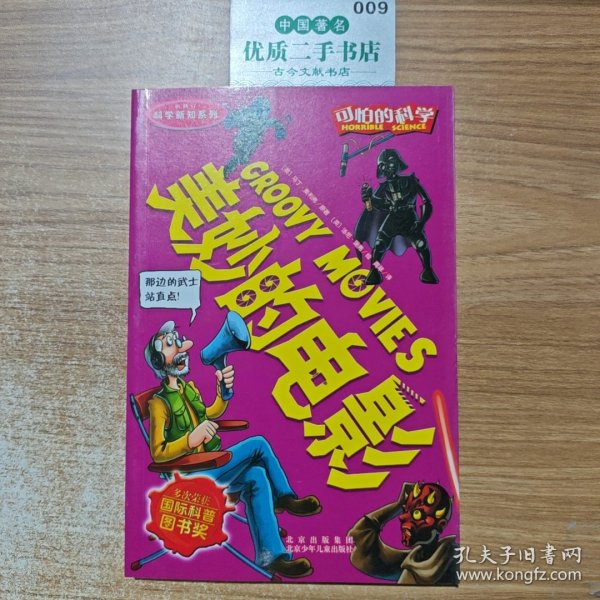 009
中国著名
优质二手书店
古今文献书店
科学新知系列
可怕的科学
HORRIBLE SCIENCE
GROOVY MOVIES
美妙的电影
那边的武士
站直点!
多次荣获
国际科普
图书奖
北京出版集团
北京少年儿童出版社
孔夫子旧书网
www.kongfz.com